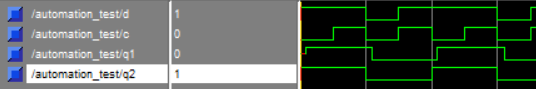 /automation_test/d 1
/automation_test/c 0
/automation_test/q1 0
/automation_test/q2 1